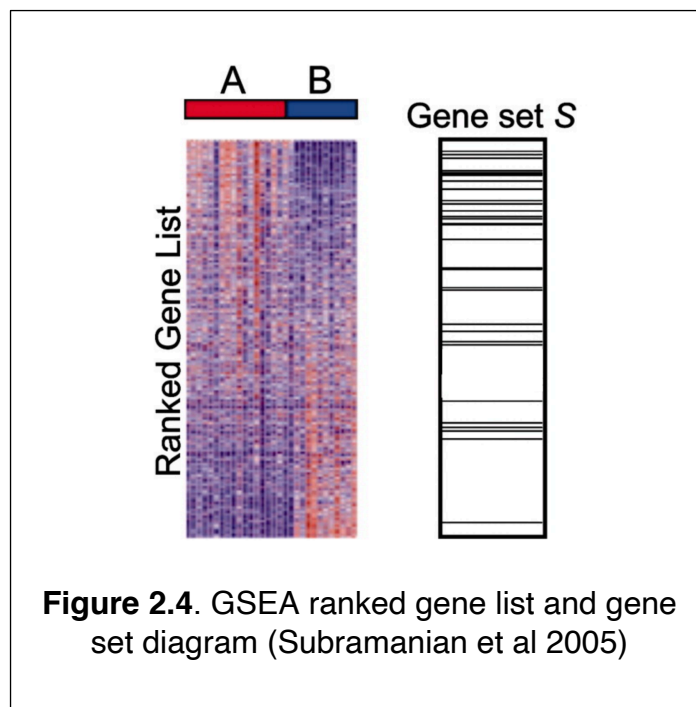 A B
Gene set S
Ranked Gene List
Figure 2.4. GSEA ranked gene list and gene
set diagram (Subramanian et al 2005)